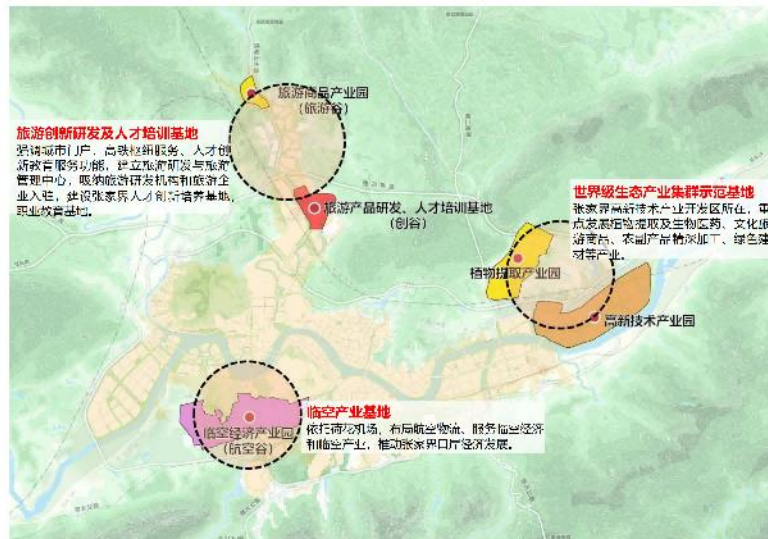 旅游商品产业园
（旅游谷）
旅游创新研发及人才培训基地
强调城市门户、高铁枢纽服务、人才创
新教育服务功能，建立旅游研发与旅游
管理中心，吸纳旅游研发机构和旅游企
业入驻，建设张家界人才创新培养基地，
职业教育基地。
旅游产品研发、人才培训基地
（创谷）
世界级生态产业集群示范基地
张家界高新技术产业开发区所在，重
点发展植物提取及生物医药、文化旅
游商品、农副产品精深加工、绿色建
材等产业。
植物提取产业园
高新技术产业园
临空产业基地
依托荷花机场，布局航空物流、服务临空经济
和临空产业，推动张家界口岸经济发展。
临空经济产业园
（航空谷）